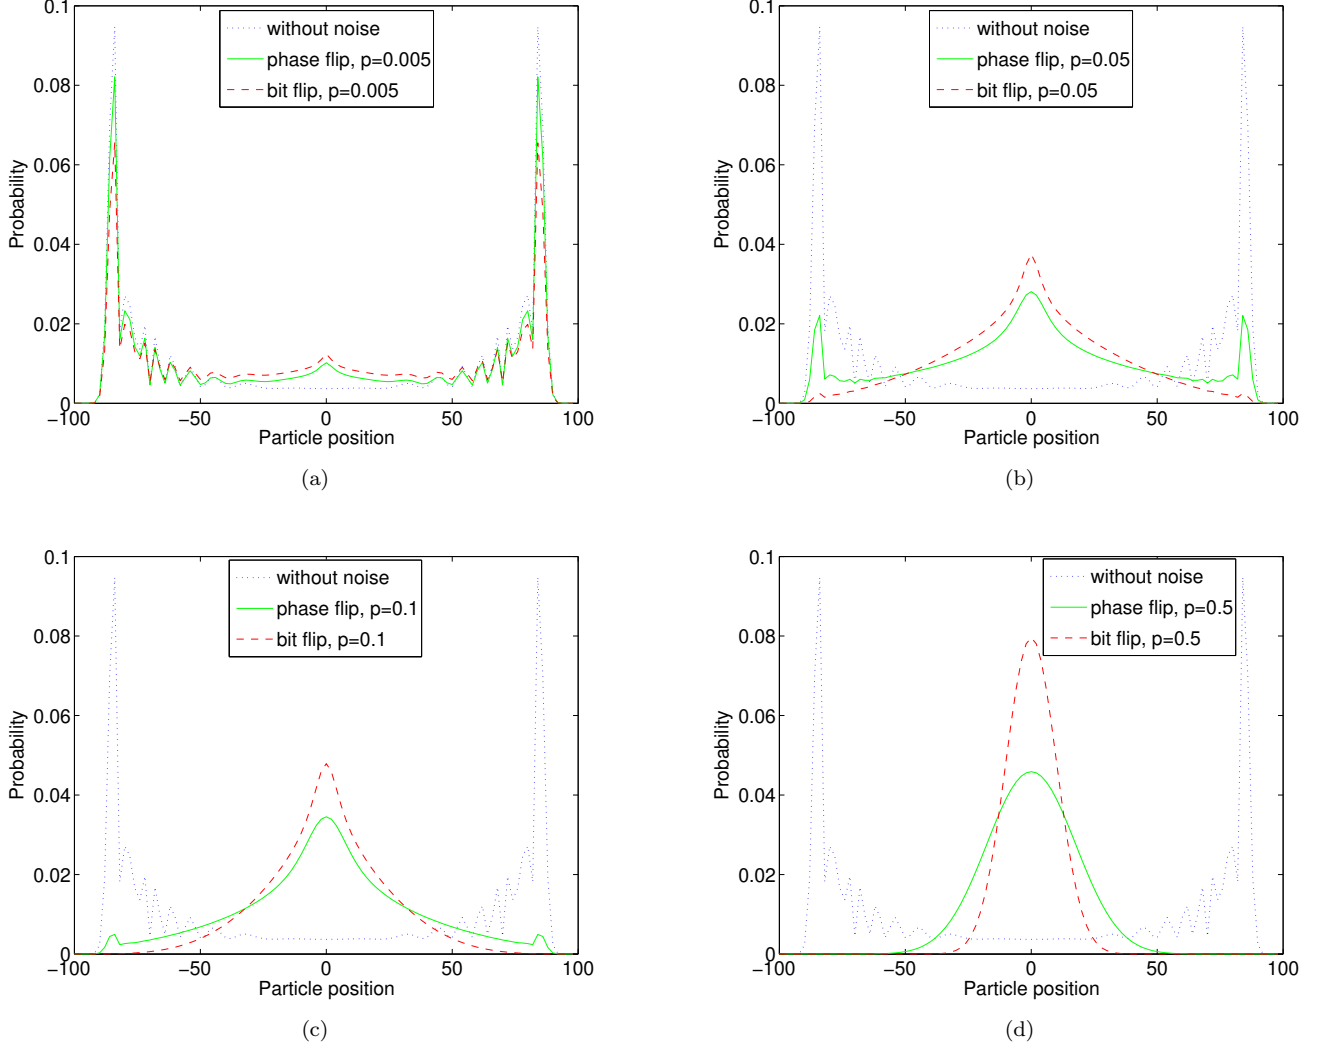 0.1
0.08
0.06
0.04
0.02
0
Probability
without noise
phase flip, p=0.005
bit flip, p=0.005
−100 −50 0 50 100
Particle position
(a)
0.1
0.08
0.06
0.04
0.02
0
Probability
without noise
phase flip, p=0.05
bit flip, p=0.05
−100 −50 0 50 100
Particle position
(b)
0.1
0.08
0.06
0.04
0.02
0
Probability
without noise
phase flip, p=0.1
bit flip, p=0.1
−100 −50 0 50 100
Particle position
(c)
0.1
0.08
0.06
0.04
0.02
0
Probability
without noise
phase flip, p=0.5
bit flip, p=0.5
−100 −50 0 50 100
Particle position
(d)